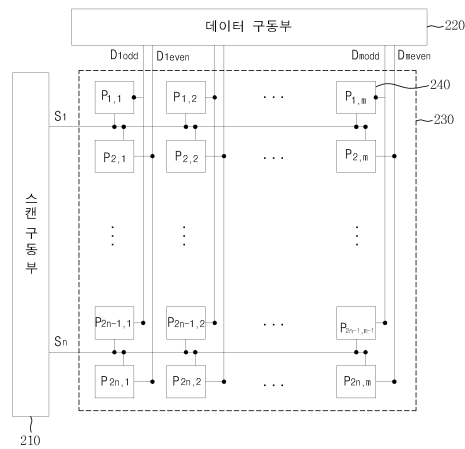 데이터 구동부
220
D1odd
D1even
Dmodd
Dmeven
P1,1
P1,2
. . .
P1,m
240
230
S1
P2,1
P2,2
. . .
P2,m
스캔 구동부
P2n-1,1
P2n-1,2
. . .
P2n-1,m-1
Sn
P2n,1
P2n,2
. . .
P2n,m
210